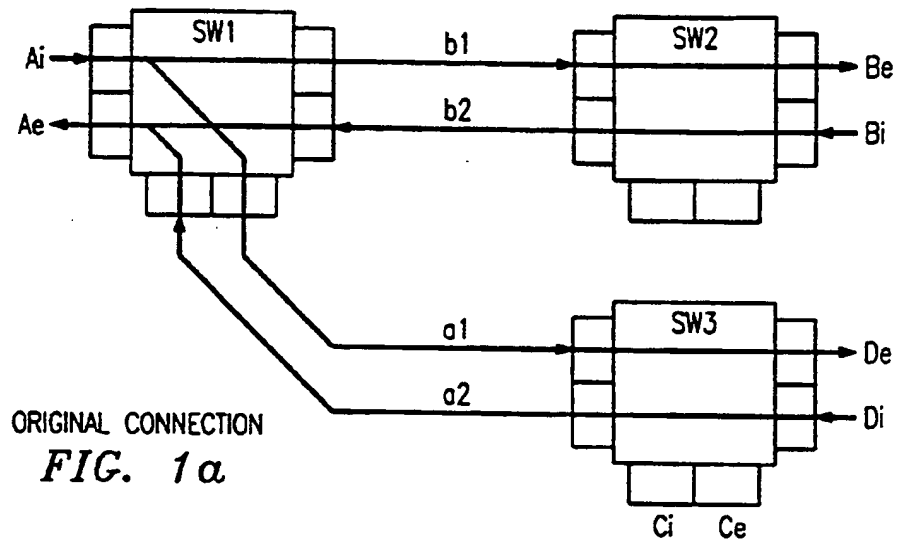 SW1
SW2
Ai
b1
Be
Ae
b2
Bi
SW3
a1
De
a2
Di
ORIGINAL CONNECTION
FIG. 1a
Ci Ce